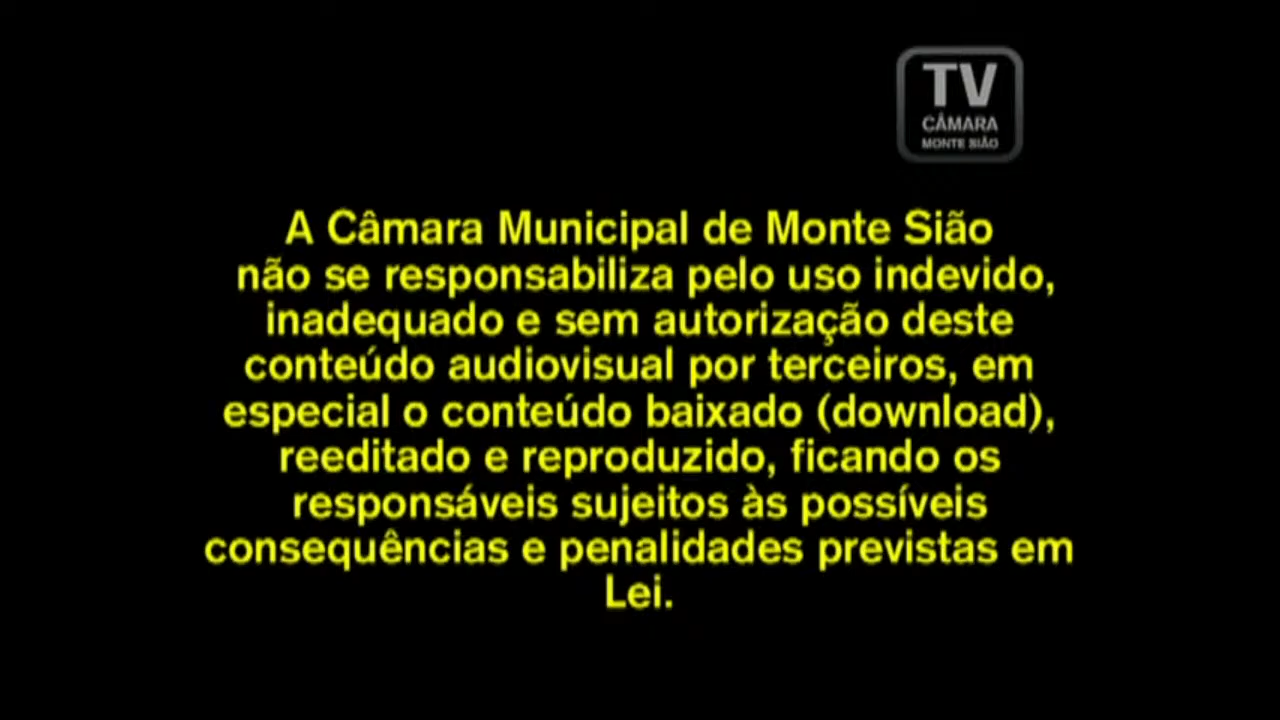 TV
CÂMARA
MONTE SIÃO
A Câmara Municipal de Monte Sião
não se responsabiliza pelo uso indevido,
inadequado e sem autorização deste
conteúdo audiovisual por terceiros, em
especial o conteúdo baixado (download),
reeditado e reproduzido, ficando os
responsáveis sujeitos às possíveis
consequências e penalidades previstas em
Lei.